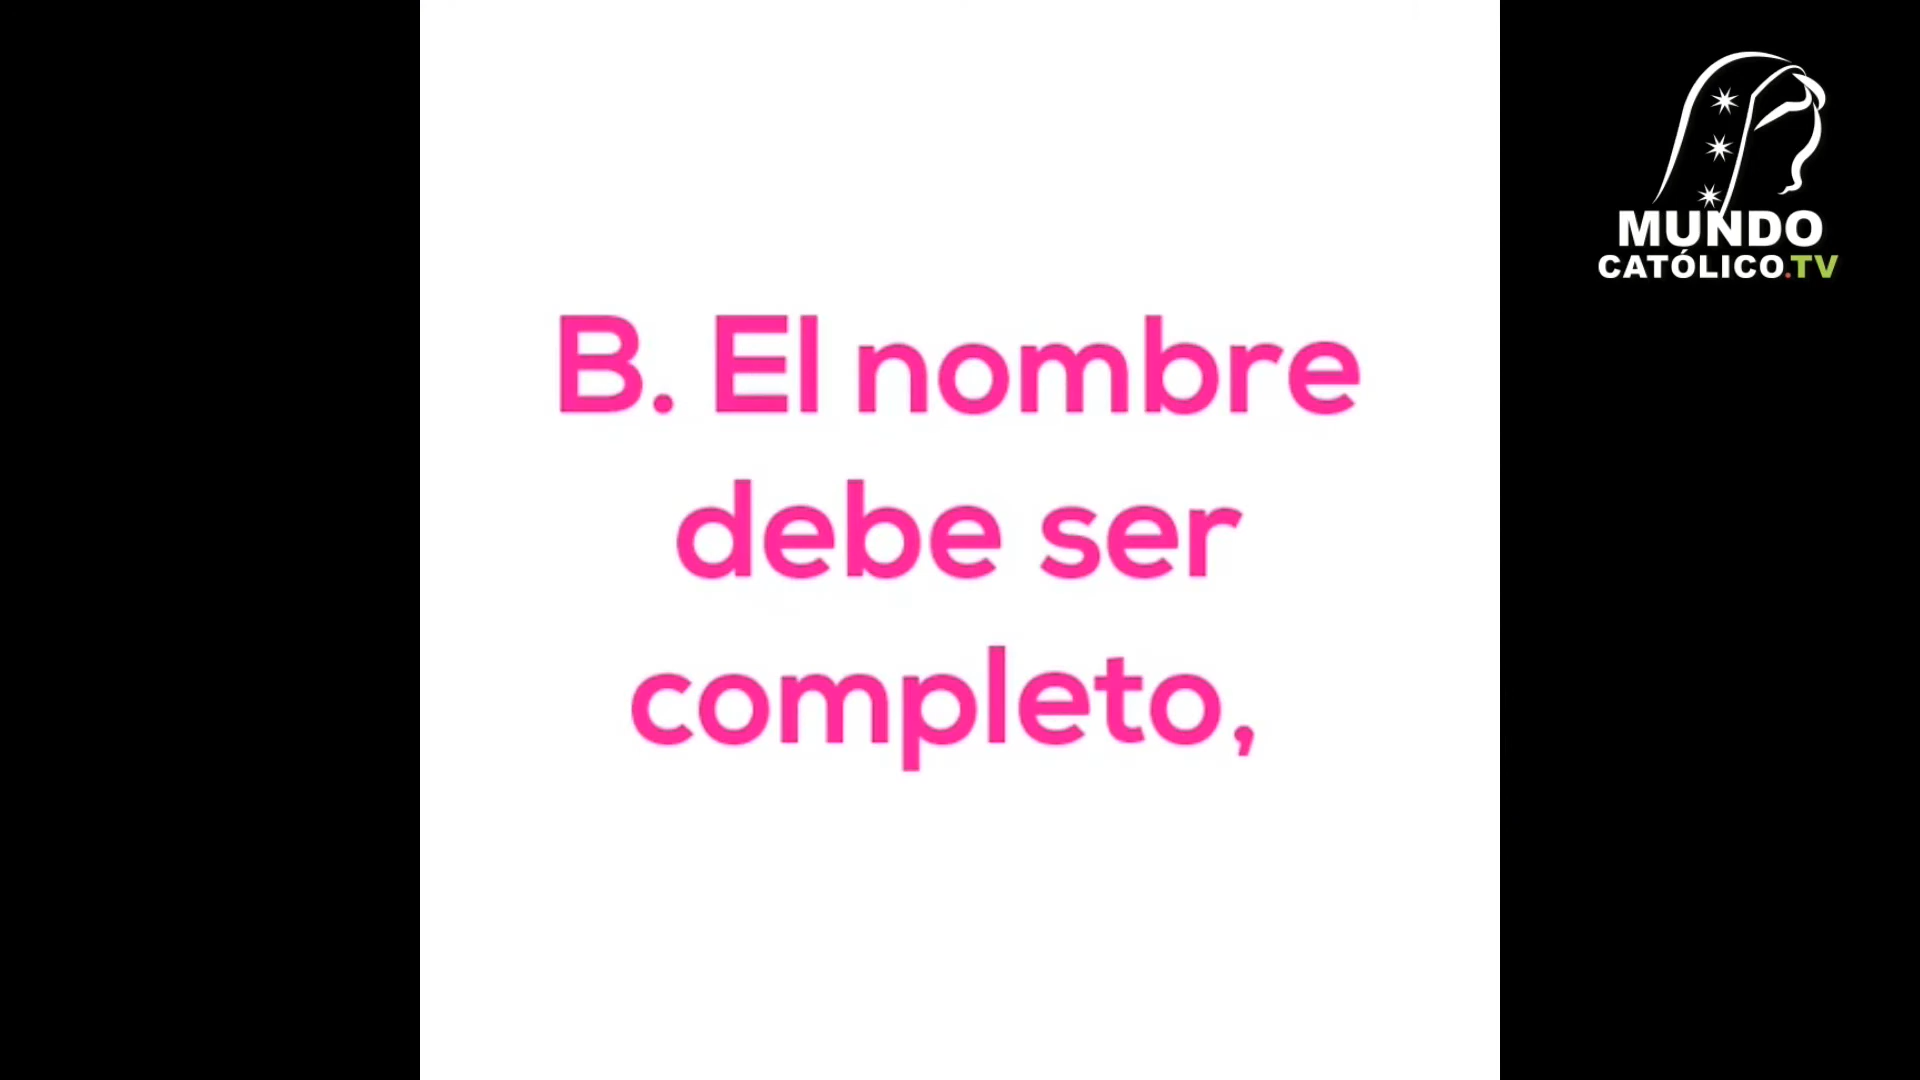 B. El nombre
debe ser
completo,
MUNDO
CATÓLICO.TV